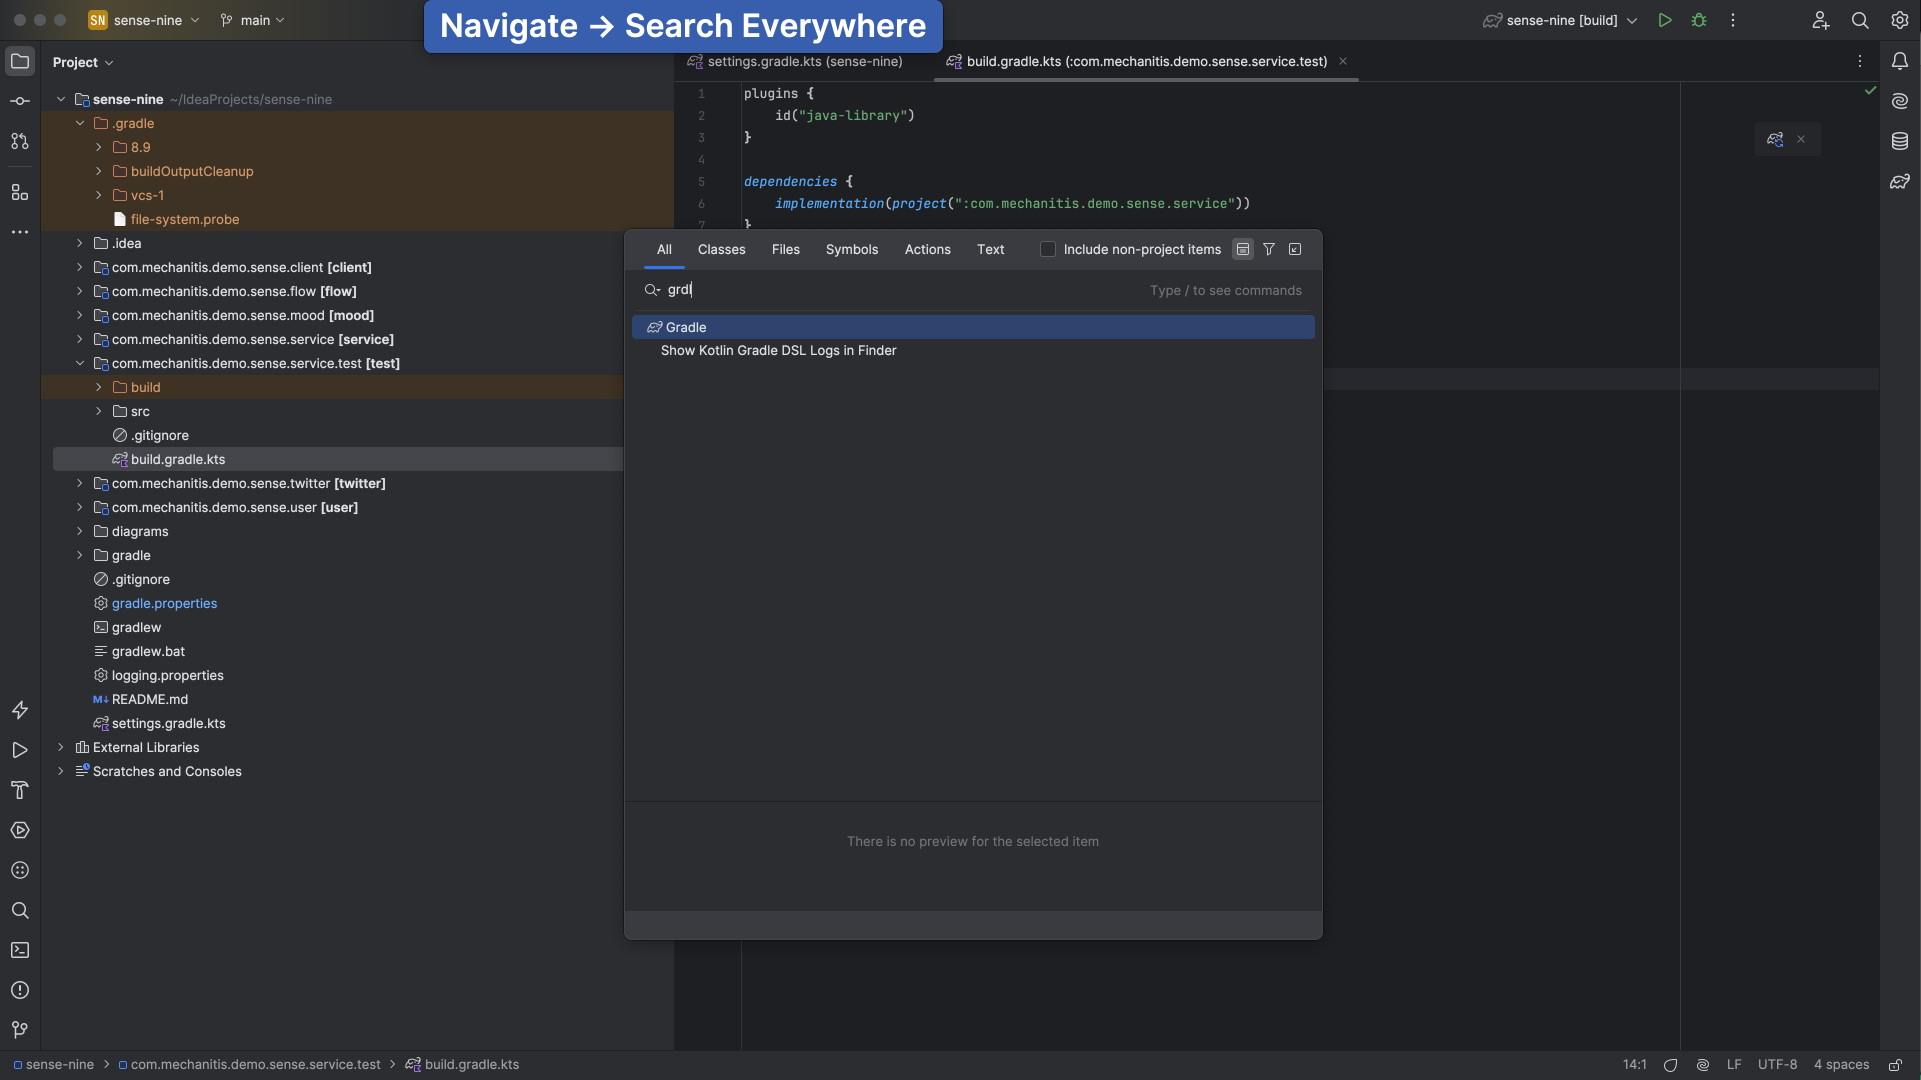 SN sense-nine
main
Navigate → Search Everywhere
sense-nine [build]
Project
settings.gradle.kts (sense-nine)
build.gradle.kts (:com.mechanitis.demo.sense.service.test)
sense-nine ~/IdeaProjects/sense-nine
.gradle
8.9
buildOutputCleanup
vcs-1
file-system.probe
.idea
com.mechanitis.demo.sense.client [client]
com.mechanitis.demo.sense.flow [flow]
com.mechanitis.demo.sense.mood [mood]
com.mechanitis.demo.sense.service [service]
com.mechanitis.demo.sense.service.test [test]
build
src
.gitignore
build.gradle.kts
com.mechanitis.demo.sense.twitter [twitter]
com.mechanitis.demo.sense.user [user]
diagrams
gradle
.gitignore
gradle.properties
gradlew
gradlew.bat
logging.properties
M↓ README.md
settings.gradle.kts
External Libraries
Scratches and Consoles
1 plugins {
2 id("java-library")
3 }
4
5 dependencies {
6 implementation(project(":com.mechanitis.demo.sense.service"))
7 }
All Classes Files Symbols Actions Text Include non-project items
grdl
Type / to see commands
Gradle
Show Kotlin Gradle DSL Logs in Finder
There is no preview for the selected item
sense-nine > com.mechanitis.demo.sense.service.test > build.gradle.kts
14:1 LF UTF-8 4 spaces